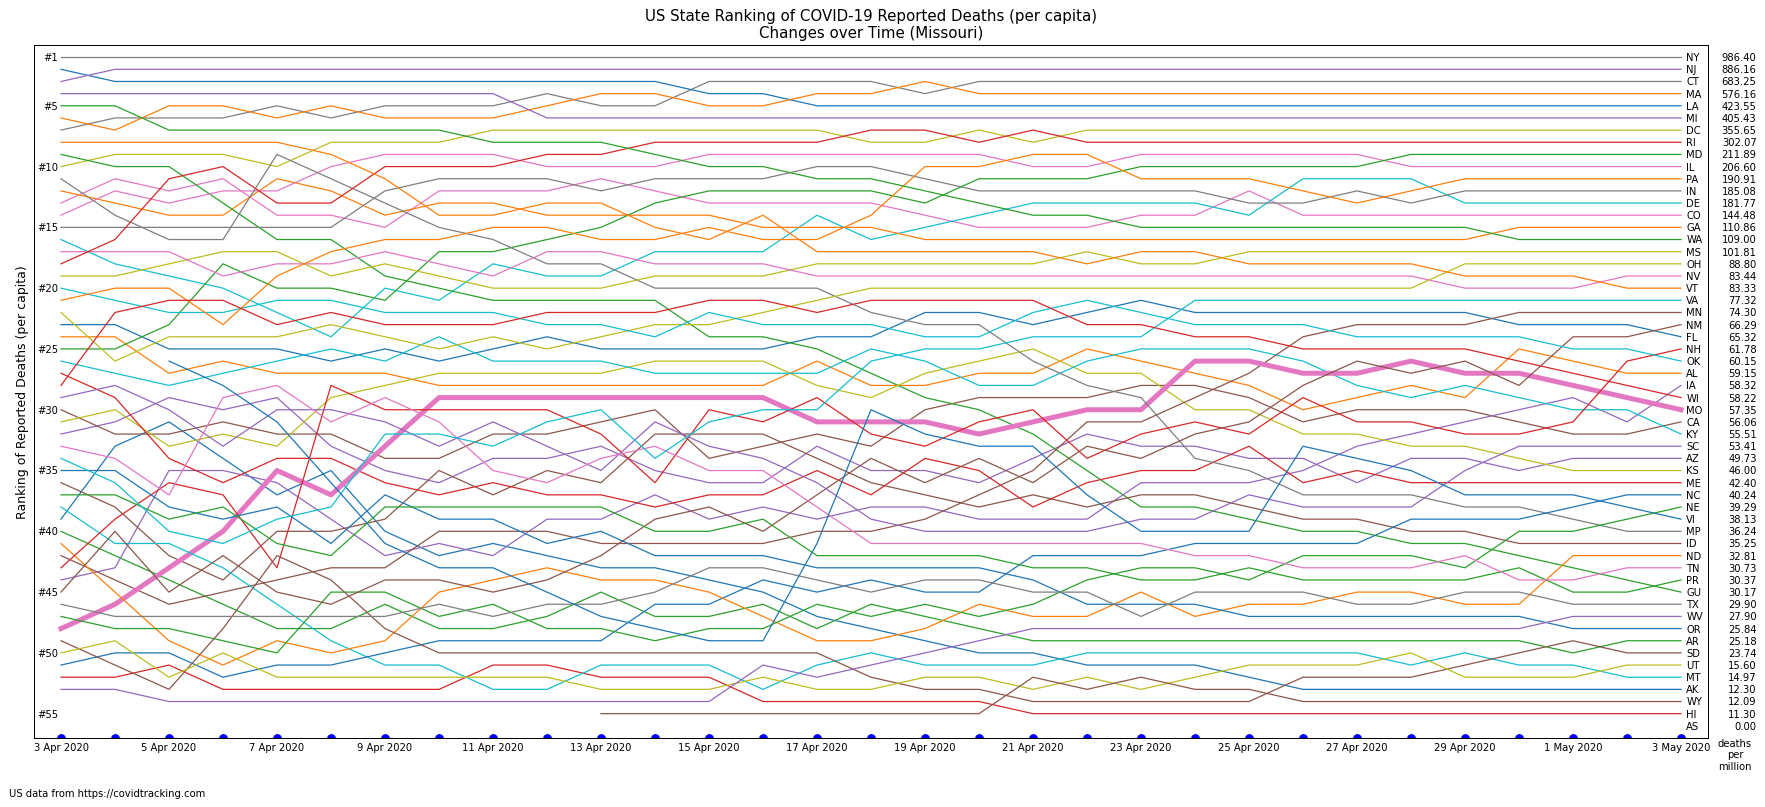 US State Ranking of COVID-19 Reported Deaths (per capita)
Changes over Time (Missouri)
Ranking of Reported Deaths (per capita)
#1
#5
#10
#15
#20
#25
#30
#35
#40
#45
#50
#55
NY 986.40
NJ 886.16
CT 683.25
MA 576.16
LA 423.55
MI 405.43
DC 355.65
RI 302.07
MD 211.89
IL 206.60
PA 190.91
IN 185.08
DE 181.77
CO 144.48
GA 110.86
WA 109.00
MS 101.81
OH 88.80
NV 83.44
VT 83.33
VA 77.32
MN 74.30
NM 66.29
FL 65.32
NH 61.78
OK 60.15
AL 59.15
IA 58.32
WI 58.22
MO 57.35
CA 56.06
KY 55.51
SC 53.41
AZ 49.73
KS 46.00
ME 42.40
NC 40.24
NE 39.29
VI 38.13
MP 36.24
ID 35.25
ND 32.81
TN 30.73
PR 30.37
GU 30.17
TX 29.90
WV 27.90
OR 25.84
AR 25.18
SD 23.74
UT 15.60
MT 14.97
AK 12.30
WY 12.09
HI 11.30
AS 0.00
3 Apr 2020 5 Apr 2020 7 Apr 2020 9 Apr 2020 11 Apr 2020 13 Apr 2020 15 Apr 2020 17 Apr 2020 19 Apr 2020 21 Apr 2020 23 Apr 2020 25 Apr 2020 27 Apr 2020 29 Apr 2020 1 May 2020 3 May 2020
deaths
per
million
US data from https://covidtracking.com